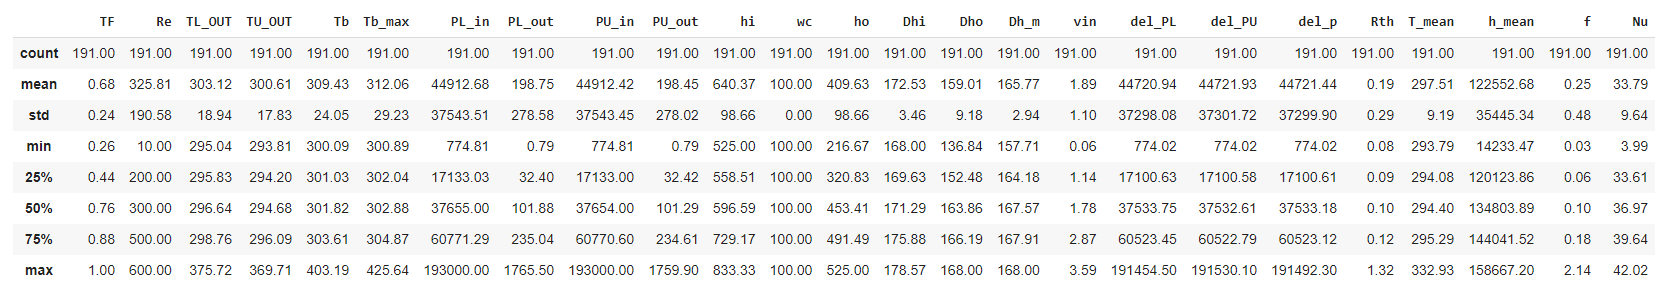 TF Re TL_OUT TU_OUT Tb Tb_max PL_in PL_out PU_in PU_out hi wc ho Dhi Dho Dh_m vin del_PL del_PU del_p Rth T_mean h_mean f Nu
count 191.00 191.00 191.00 191.00 191.00 191.00 191.00 191.00 191.00 191.00 191.00 191.00 191.00 191.00 191.00 191.00 191.00 191.00 191.00 191.00 191.00 191.00 191.00 191.00 191.00
mean 0.68 325.81 303.12 300.61 309.43 312.06 44912.68 198.75 44912.42 198.45 640.37 100.00 409.63 172.53 159.01 165.77 1.89 44720.94 44721.93 44721.44 0.19 297.51 122552.68 0.25 33.79
std 0.24 190.58 18.94 17.83 24.05 29.23 37543.51 278.58 37543.45 278.02 98.66 0.00 98.66 3.46 9.18 2.94 1.10 37298.08 37301.72 37299.90 0.29 9.19 35445.34 0.48 9.64
min 0.26 10.00 295.04 293.81 300.09 300.89 774.81 0.79 774.81 0.79 525.00 100.00 216.67 168.00 136.84 157.71 0.06 774.02 774.02 774.02 0.08 293.79 14233.47 0.03 3.99
25% 0.44 200.00 295.83 294.20 301.03 302.04 17133.03 32.40 17133.00 32.42 558.51 100.00 320.83 169.63 152.48 164.18 1.14 17100.63 17100.58 17100.61 0.09 294.08 120123.86 0.06 33.61
50% 0.76 300.00 296.64 294.68 301.82 302.88 37655.00 101.88 37654.00 101.29 596.59 100.00 453.41 171.29 163.86 167.57 1.78 37533.75 37532.61 37533.18 0.10 294.40 134803.89 0.10 36.97
75% 0.88 500.00 298.76 296.09 303.61 304.87 60771.29 235.04 60770.60 234.61 729.17 100.00 491.49 175.88 166.19 167.91 2.87 60523.45 60522.79 60523.12 0.12 295.29 144041.52 0.18 39.64
max 1.00 600.00 375.72 369.71 403.19 425.64 193000.00 1765.50 193000.00 1759.90 833.33 100.00 525.00 178.57 168.00 168.00 3.59 191454.50 191530.10 191492.30 1.32 332.93 158667.20 2.14 42.02